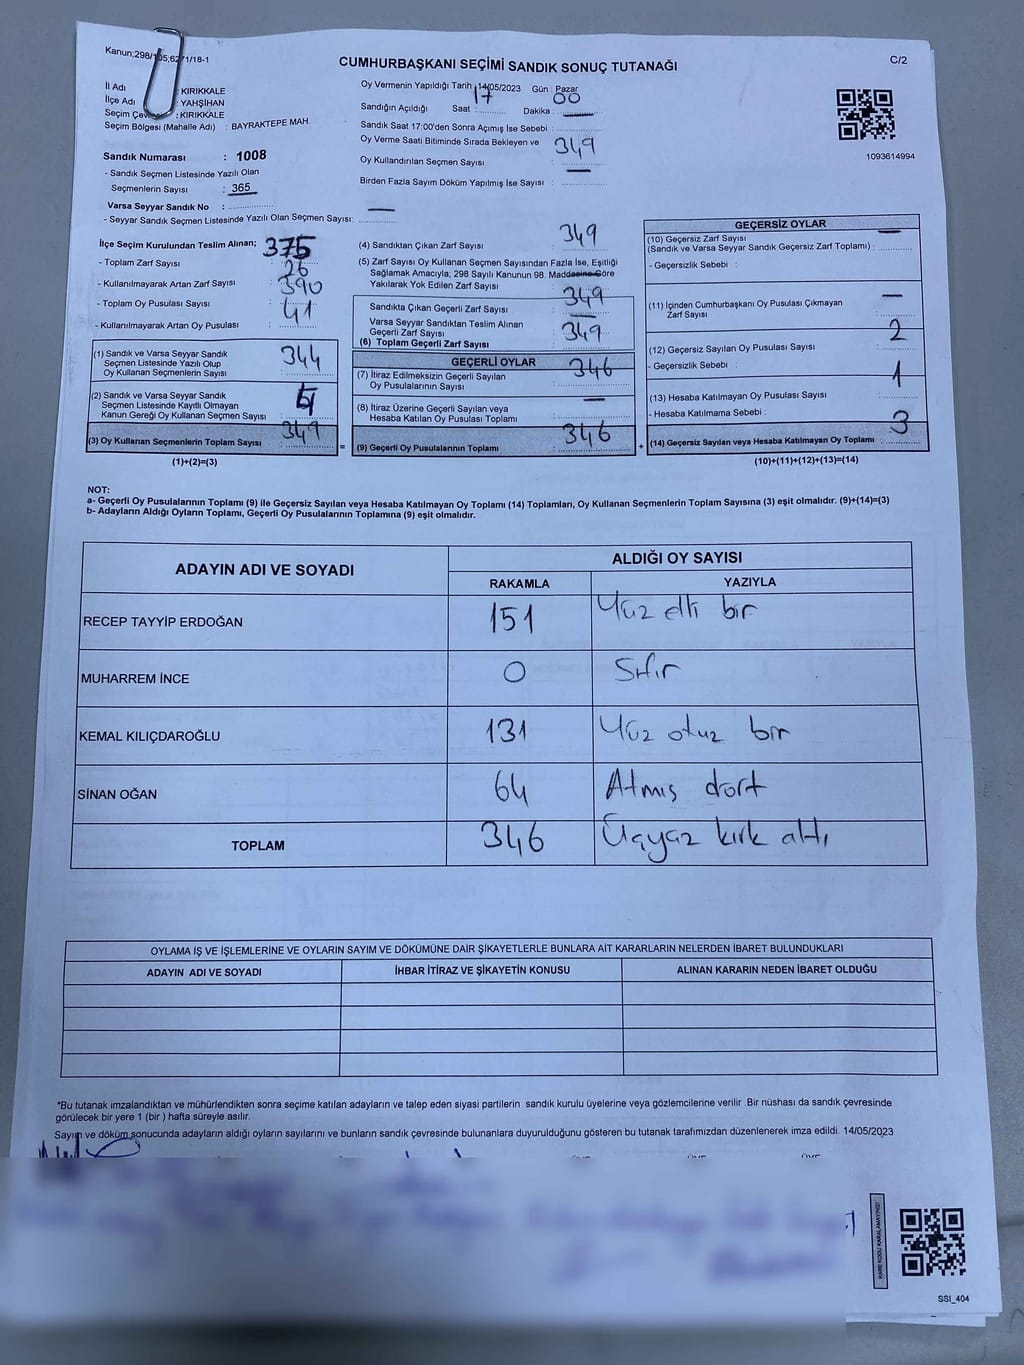 Kanun;298/105;6271/18-1
C/2
CUMHURBAŞKANI SEÇİMİ SANDIK SONUÇ TUTANAĞI
İl Adı : KIRIKKALE
İlçe Adı : YAHŞİHAN
Seçim Çev : KIRIKKALE
Seçim Bölgesi (Mahalle Adı) : BAYRAKTEPE MAH.
Sandık Numarası : 1008
- Sandık Seçmen Listesinde Yazılı Olan
Seçmenlerin Sayısı : 365
Varsa Seyyar Sandık No :
- Seyyar Sandık Seçmen Listesinde Yazılı Olan Seçmen Sayısı: —
Oy Vermenin Yapıldığı Tarih : 14/05/2023 Gün : Pazar
Sandığın Açıldığı Saat : 17 Dakika : 00
Sandık Saat 17:00'den Sonra Açımış İse Sebebi : —
Oy Verme Saati Bitiminde Sırada Bekleyen ve
Oy Kullandırılan Seçmen Sayısı : 349
Birden Fazla Sayım Döküm Yapılmış İse Sayısı : —
1093614994
İlçe Seçim Kurulundan Teslim Alınan;
- Toplam Zarf Sayısı : 375
- Kullanılmayarak Artan Zarf Sayısı : 26
- Toplam Oy Pusulası Sayısı : 390
- Kullanılmayarak Artan Oy Pusulası : 41
(1) Sandık ve Varsa Seyyar Sandık
Seçmen Listesinde Yazılı Olup
Oy Kullanan Seçmenlerin Sayısı : 344
(2) Sandık ve Varsa Seyyar Sandık
Seçmen Listesinde Kayıtlı Olmayan
Kanun Gereği Oy Kullanan Seçmen Sayısı :
(3) Oy Kullanan Seçmenlerin Toplam Sayısı : 349
(1)+(2)=(3)
(4) Sandıktan Çıkan Zarf Sayısı : 349
(5) Zarf Sayısı Oy Kullanan Seçmen Sayısından Fazla İse, Eşitliği
Sağlamak Amacıyla; 298 Sayılı Kanunun 98. Maddesine Göre
Yakılarak Yok Edilen Zarf Sayısı : —
Sandıkta Çıkan Geçerli Zarf Sayısı : 349
Varsa Seyyar Sandıktan Teslim Alınan
Geçerli Zarf Sayısı : —
(6) Toplam Geçerli Zarf Sayısı : 349
GEÇERLİ OYLAR
(7) İtiraz Edilmeksizin Geçerli Sayılan
Oy Pusulalarının Sayısı : 346
(8) İtiraz Üzerine Geçerli Sayılan veya
Hesaba Katılan Oy Pusulası Toplamı : —
= (9) Geçerli Oy Pusulalarının Toplamı : 346 +
GEÇERSİZ OYLAR
(10) Geçersiz Zarf Sayısı
(Sandık ve Varsa Seyyar Sandık Geçersiz Zarf Toplamı) : —
- Geçersizlik Sebebi :
(11) İçinden Cumhurbaşkanı Oy Pusulası Çıkmayan
Zarf Sayısı : —
(12) Geçersiz Sayılan Oy Pusulası Sayısı : 2
- Geçersizlik Sebebi :
(13) Hesaba Katılmayan Oy Pusulası Sayısı : 1
- Hesaba Katılmama Sebebi :
(14) Geçersiz Sayılan veya Hesaba Katılmayan Oy Toplamı : 3
(10)+(11)+(12)+(13)=(14)
NOT:
a- Geçerli Oy Pusulalarının Toplamı (9) ile Geçersiz Sayılan veya Hesaba Katılmayan Oy Toplamı (14) Toplamları, Oy Kullanan Seçmenlerin Toplam Sayısına (3) eşit olmalıdır. (9)+(14)=(3)
b- Adayların Aldığı Oyların Toplamı, Geçerli Oy Pusulalarının Toplamına (9) eşit olmalıdır.
ADAYIN ADI VE SOYADI ALDIĞI OY SAYISI
RAKAMLA YAZIYLA
RECEP TAYYİP ERDOĞAN 151 Yüz elli bir
MUHARREM İNCE 0 Sıfır
KEMAL KILIÇDAROĞLU 131 Yüz otuz bir
SİNAN OĞAN 64 Atmış dört
TOPLAM 346 Üçyüz kırk altı
OYLAMA İŞ VE İŞLEMLERİNE VE OYLARIN SAYIM VE DÖKÜMÜNE DAİR ŞİKAYETLERLE BUNLARA AİT KARARLARIN NELERDEN İBARET BULUNDUKLARI
ADAYIN ADI VE SOYADI İHBAR İTİRAZ VE ŞİKAYETİN KONUSU ALINAN KARARIN NEDEN İBARET OLDUĞU
*Bu tutanak imzalandıktan ve mühürlendikten sonra seçime katılan adayların ve talep eden siyasi partilerin sandık kurulu üyelerine veya gözlemcilerine verilir .Bir nüshası da sandık çevresinde
görülecek bir yere 1 (bir ) hafta süreyle asılır.
Sayım ve döküm sonucunda adayların aldığı oyların sayılarını ve bunların sandık çevresinde bulunanlara duyurulduğunu gösteren bu tutanak tarafımızdan düzenlenerek imza edildi. 14/05/2023
KARE KODU KARALAMAYINIZ!
SSI_404